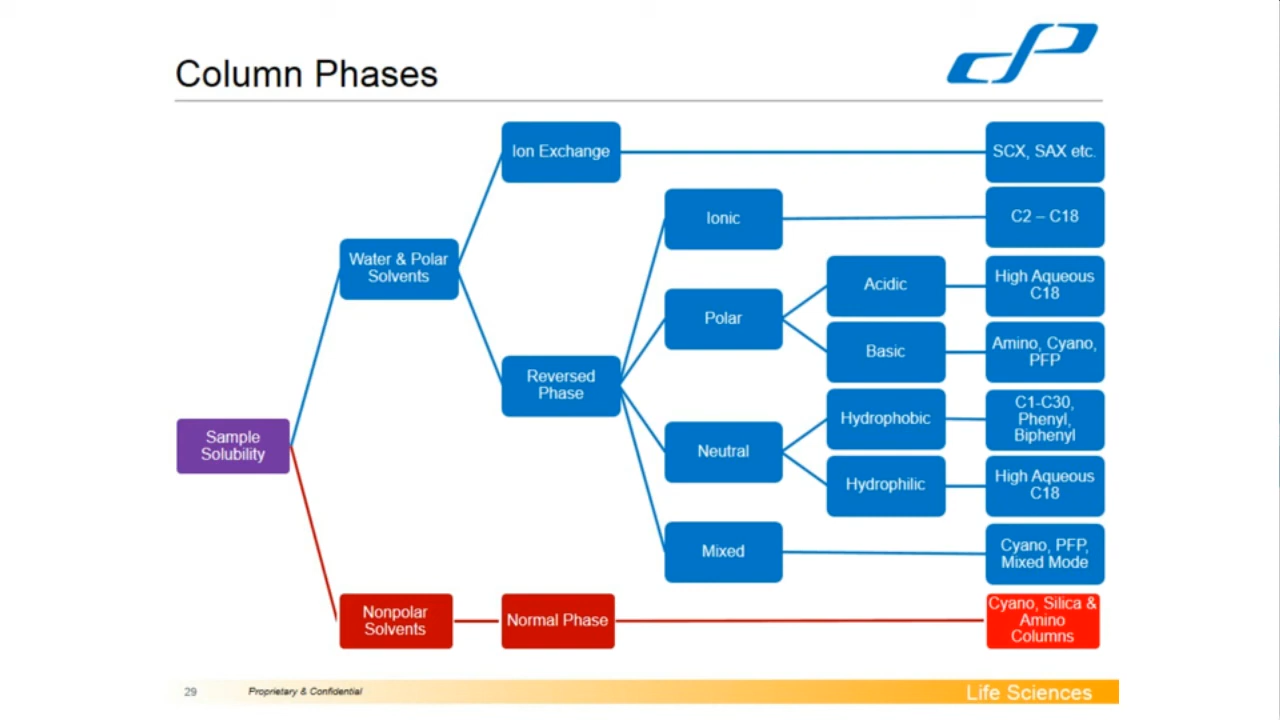 Column Phases
Ion Exchange
SCX, SAX etc.
Ionic
C2 – C18
Water & Polar
Solvents
Acidic
High Aqueous
C18
Polar
Basic
Amino, Cyano,
PFP
Reversed
Phase
Hydrophobic
C1-C30,
Phenyl,
Biphenyl
Sample
Solubility
Neutral
Hydrophilic
High Aqueous
C18
Mixed
Cyano, PFP,
Mixed Mode
Nonpolar
Solvents
Normal Phase
Cyano, Silica &
Amino
Columns
29
Proprietary & Confidential
Life Sciences